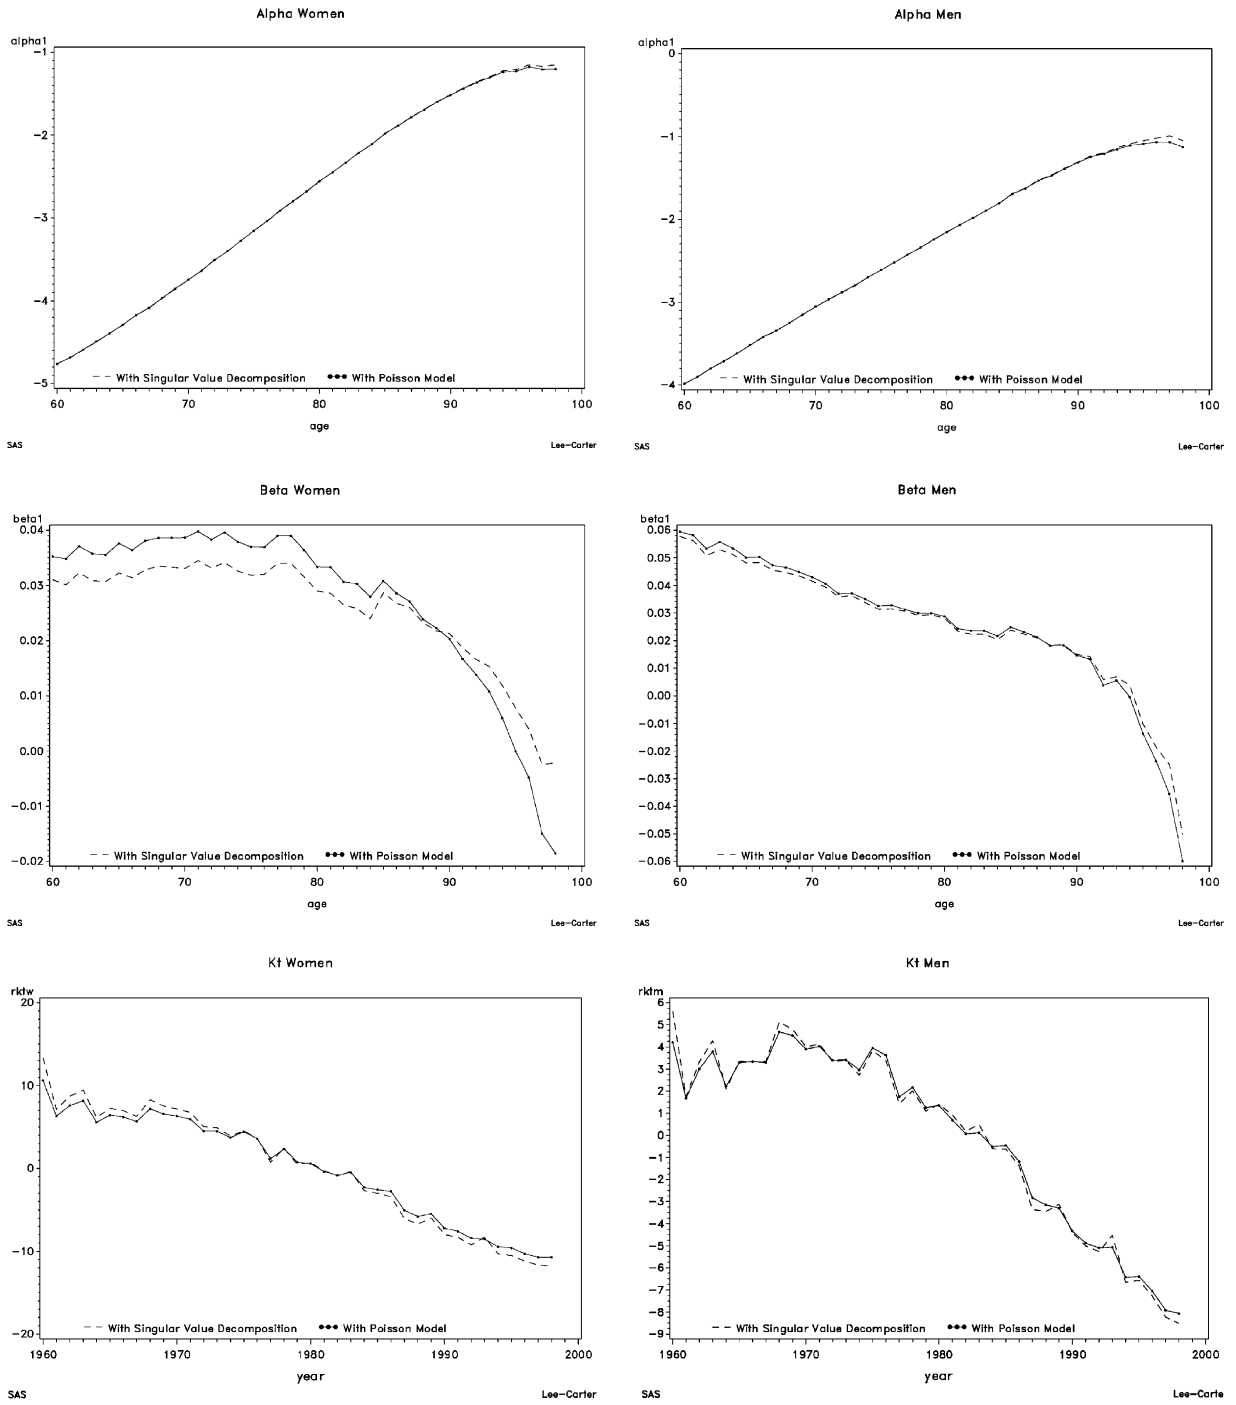 Alpha Women
alpha1
−1
−2
−3
−4
−5
With Singular Value Decomposition
With Poisson Model
60 70 80 90 100
age
SAS
Lee−Carter
Alpha Men
alpha1
0
−1
−2
−3
−4
With Singular Value Decomposition
With Poisson Model
60 70 80 90 100
age
SAS
Lee−Carter
Beta Women
beta1
0.04
0.03
0.02
0.01
0.00
−0.01
−0.02
With Singular Value Decomposition
With Poisson Model
60 70 80 90 100
age
SAS
Lee−Carter
Beta Men
beta1
0.06
0.05
0.04
0.03
0.02
0.01
0.00
−0.01
−0.02
−0.03
−0.04
−0.05
−0.06
With Singular Value Decomposition
With Poisson Model
60 70 80 90 100
age
SAS
Lee−Carter
Kt Women
rktw
20
10
0
−10
−20
With Singular Value Decomposition
With Poisson Model
1960 1970 1980 1990 2000
year
SAS
Lee−Carter
Kt Men
rktm
6
5
4
3
2
1
0
−1
−2
−3
−4
−5
−6
−7
−8
−9
With Singular Value Decomposition
With Poisson Model
1960 1970 1980 1990 2000
year
SAS
Lee−Carte